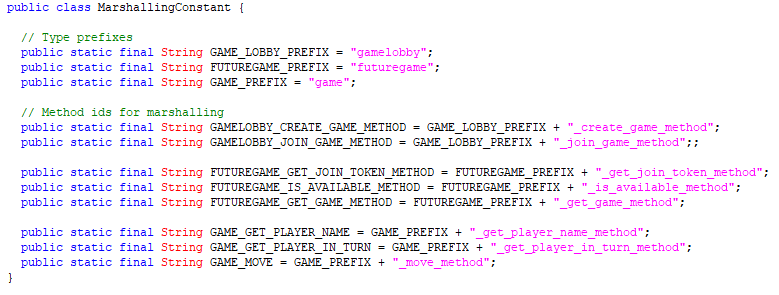 public class MarshallingConstant {
// Type prefixes
public static final String GAME_LOBBY_PREFIX = "gamelobby";
public static final String FUTUREGAME_PREFIX = "futuregame";
public static final String GAME_PREFIX = "game";
// Method ids for marshalling
public static final String GAMELOBBY_CREATE_GAME_METHOD = GAME_LOBBY_PREFIX + "_create_game_method";
public static final String GAMELOBBY_JOIN_GAME_METHOD = GAME_LOBBY_PREFIX + "_join_game_method";;
public static final String FUTUREGAME_GET_JOIN_TOKEN_METHOD = FUTUREGAME_PREFIX + "_get_join_token_method";
public static final String FUTUREGAME_IS_AVAILABLE_METHOD = FUTUREGAME_PREFIX + "_is_available_method";
public static final String FUTUREGAME_GET_GAME_METHOD = FUTUREGAME_PREFIX + "_get_game_method";
public static final String GAME_GET_PLAYER_NAME = GAME_PREFIX + "_get_player_name_method";
public static final String GAME_GET_PLAYER_IN_TURN = GAME_PREFIX + "_get_player_in_turn_method";
public static final String GAME_MOVE = GAME_PREFIX + "_move_method";
}